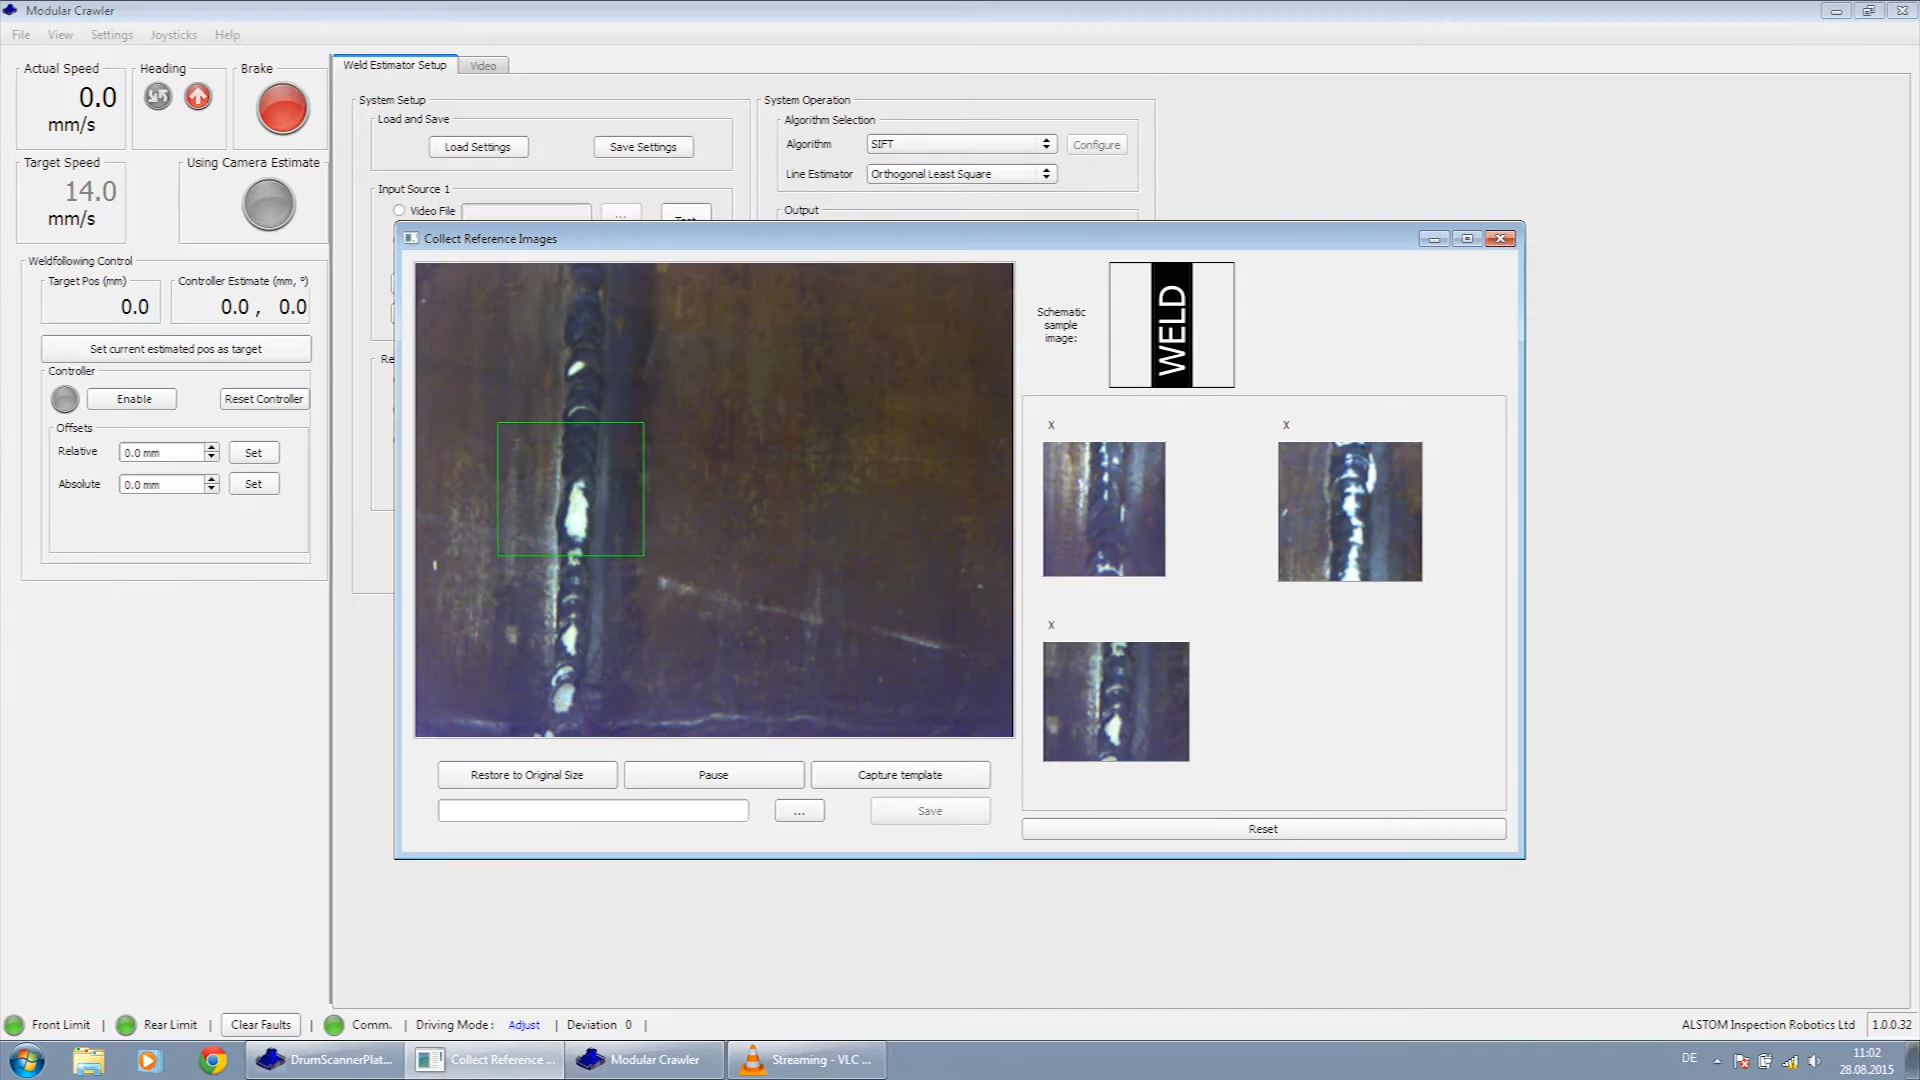 Modular Crawler
File View Settings Joysticks Help
Actual Speed
0.0
mm/s
Heading
Brake
Target Speed
14.0
mm/s
Using Camera Estimate
Weldfollowing Control
Target Pos (mm)
0.0
Controller Estimate (mm, °)
0.0 , 0.0
Set current estimated pos as target
Controller
Enable
Reset Controller
Offsets
Relative 0.0 mm Set
Absolute 0.0 mm Set
Weld Estimator Setup Video
System Setup
Load and Save
Load Settings Save Settings
Input Source 1
Video File ...
System Operation
Algorithm Selection
Algorithm SIFT Configure
Line Estimator Orthogonal Least Square
Output
Re
Collect Reference Images
Schematic
sample
image:
WELD
X X
X
Restore to Original Size Pause Capture template
... Save
Reset
Front Limit | Rear Limit | Clear Faults | Comm. | Driving Mode : Adjust | Deviation 0 |
ALSTOM Inspection Robotics Ltd 1.0.0.32
DrumScannerPlat... Collect Reference ... Modular Crawler Streaming - VLC ...
DE
11:02
28.08.2015